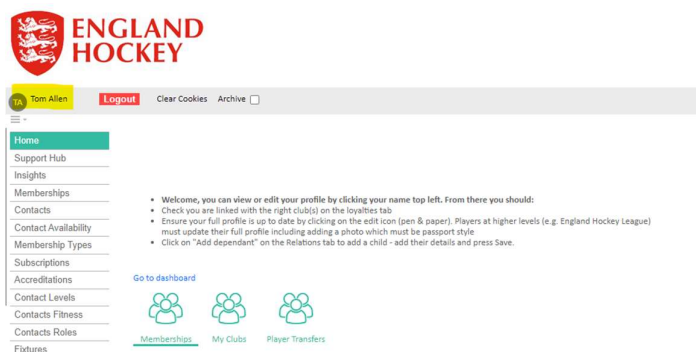 ENGLAND
HOCKEY
TA Tom Allen Logout Clear Cookies Archive
Home
Support Hub
Insights
Memberships
Contacts
Contact Availability
Membership Types
Subscriptions
Accreditations
Contact Levels
Contacts Fitness
Contacts Roles
Fixtures
• Welcome, you can view or edit your profile by clicking your name top left. From there you should:
• Check you are linked with the right club(s) on the loyalties tab
• Ensure your full profile is up to date by clicking on the edit icon (pen & paper). Players at higher levels (e.g. England Hockey League)
must update their full profile including adding a photo which must be passport style
• Click on "Add dependant" on the Relations tab to add a child - add their details and press Save.
Go to dashboard
Memberships My Clubs Player Transfers